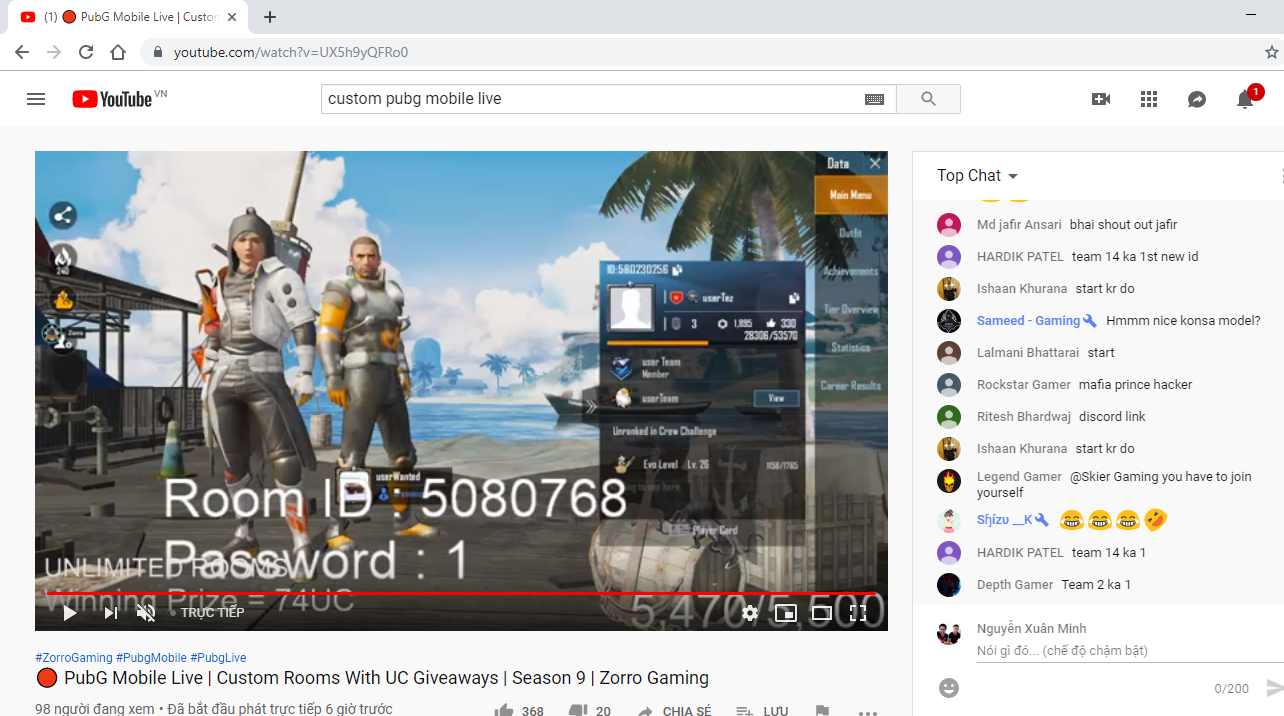 (1) 🔴 PubG Mobile Live | Custom
youtube.com/watch?v=UX5h9yQFRo0
YouTube VN
custom pubg mobile live
1
Data
Main Menu
Outfit
Achievements
Tier Overview
Statistics
Career Results
240
Zorro
ID:580230256
userTez
3
1,895
330
28306/53570
user Team
Member
userTeam
View
Unranked in Crew Challenge
Evo Level Lv. 26
1158/1765
Player Card
userWanted
Room ID : 5080768
Password : 1
UNLIMITED ROOMS
Winning Prize = 74UC
5,470/5,500
TRỰC TIẾP
#ZorroGaming #PubgMobile #PubgLive
🔴 PubG Mobile Live | Custom Rooms With UC Giveaways | Season 9 | Zorro Gaming
98 người đang xem • Đã bắt đầu phát trực tiếp 6 giờ trước
368
20
CHIA SẺ
LƯU
Top Chat
Md jafir Ansari bhai shout out jafir
HARDIK PATEL team 14 ka 1st new id
Ishaan Khurana start kr do
Sameed - Gaming Hmmm nice konsa model?
Lalmani Bhattarai start
Rockstar Gamer mafia prince hacker
Ritesh Bhardwaj discord link
Ishaan Khurana start kr do
Legend Gamer @Skier Gaming you have to join
yourself
Sɧízʋ __K 😂😂😂🤣
HARDIK PATEL team 14 ka 1
Depth Gamer Team 2 ka 1
Nguyễn Xuân Minh
Nói gì đó... (chế độ chậm bật)
0/200